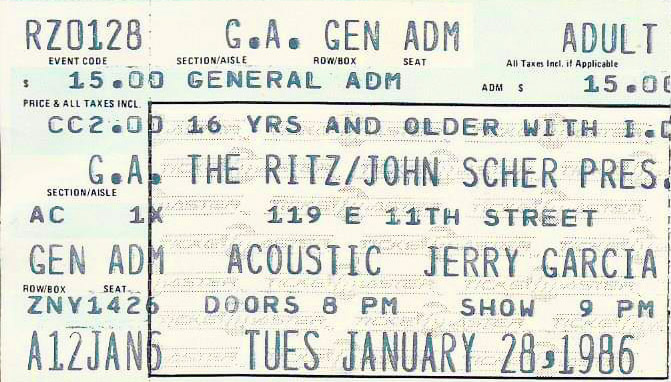 RZ0128 G.A. GEN ADM ADULT
EVENT CODE SECTION/AISLE ROW/BOX SEAT All Taxes Incl. if Applicable
$ 15.00 GENERAL ADM ADM $ 15.00
PRICE & ALL TAXES INCL.
CC2.00 16 YRS AND OLDER WITH I.
G.A. THE RITZ/JOHN SCHER PRES.
SECTION/AISLE
AC 1X 119 E 11TH STREET
GEN ADM ACOUSTIC JERRY GARCIA
ROW/BOX SEAT
ZNY1426 DOORS 8 PM SHOW 9 PM
A12JAN6 TUES JANUARY 28,1986